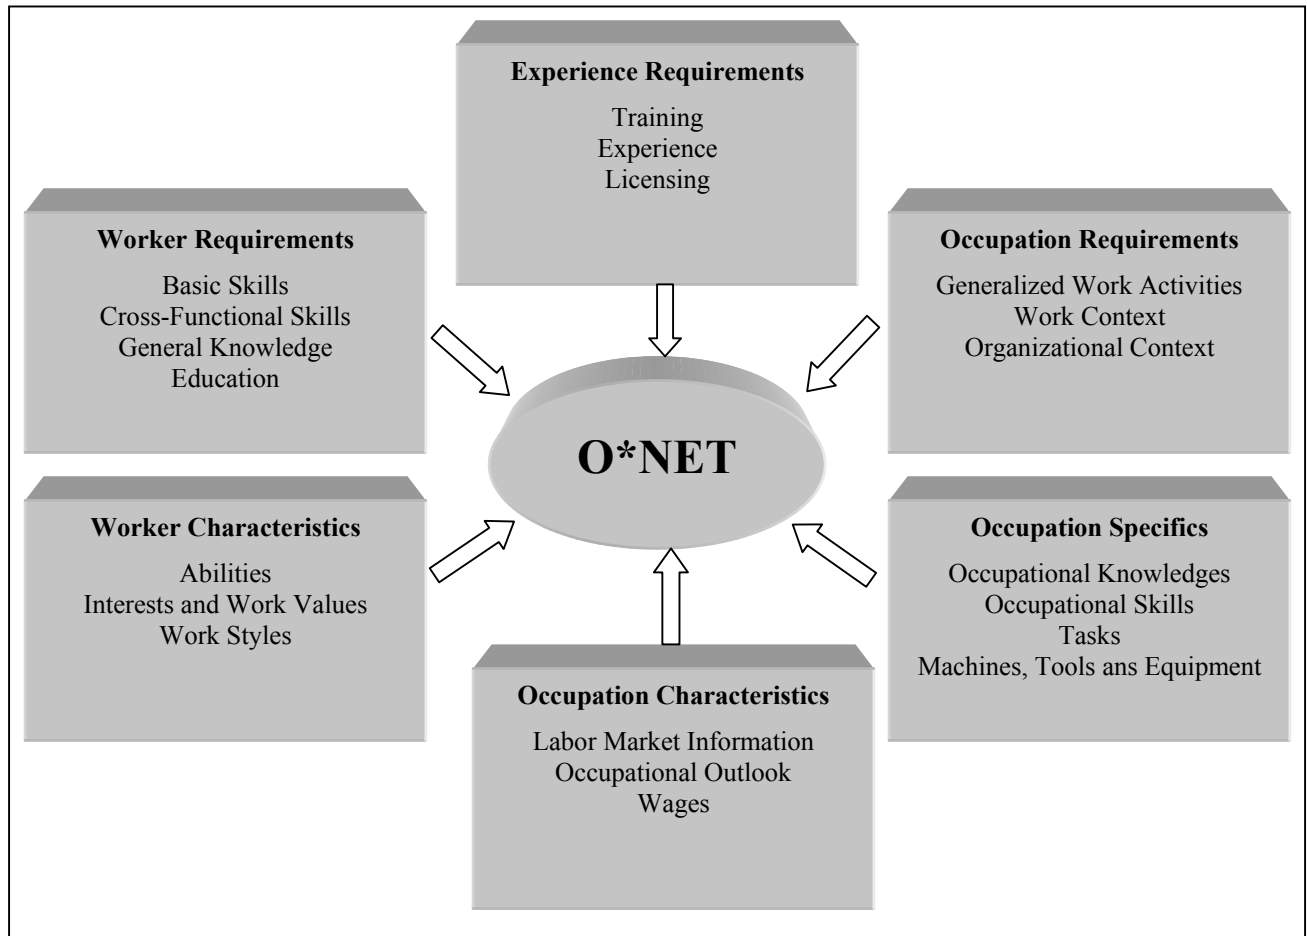 Experience Requirements
Training
Experience
Licensing
Worker Requirements
Basic Skills
Cross-Functional Skills
General Knowledge
Education
Occupation Requirements
Generalized Work Activities
Work Context
Organizational Context
O*NET
Worker Characteristics
Abilities
Interests and Work Values
Work Styles
Occupation Specifics
Occupational Knowledges
Occupational Skills
Tasks
Machines, Tools ans Equipment
Occupation Characteristics
Labor Market Information
Occupational Outlook
Wages